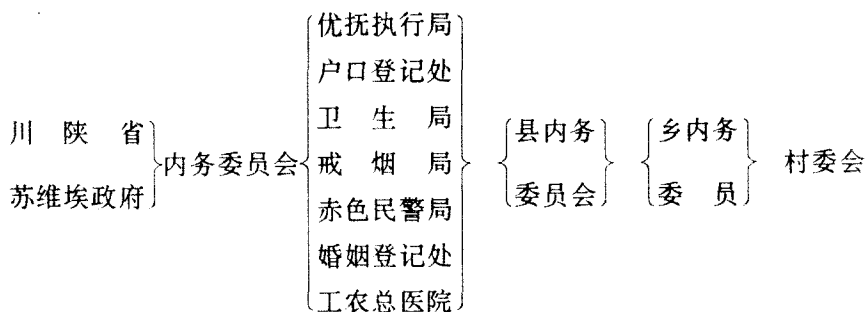 川陕省
苏维埃政府
内务委员会
优抚执行局
户口登记处
卫生局
戒烟局
赤色民警局
婚姻登记处
工农总医院
县内务
委员会
乡内务
委员
村委会